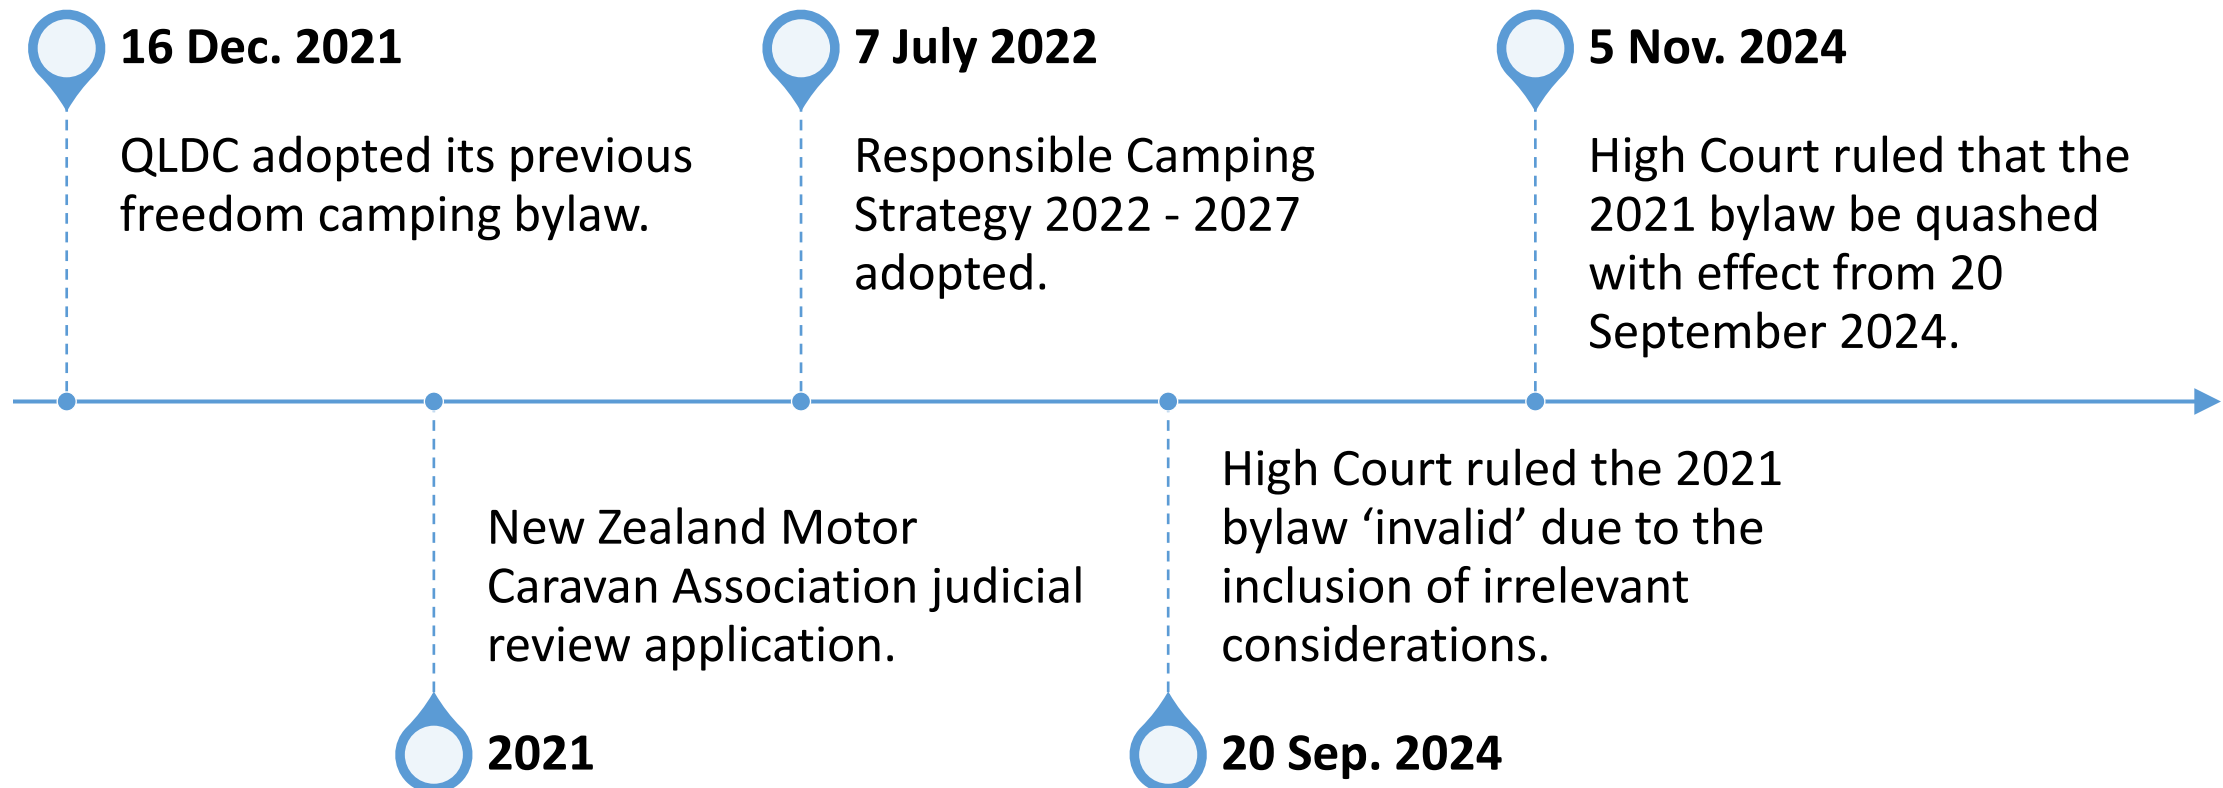 16 Dec. 2021
QLDC adopted its previous
freedom camping bylaw.
7 July 2022
Responsible Camping
Strategy 2022 - 2027
adopted.
5 Nov. 2024
High Court ruled that the
2021 bylaw be quashed
with effect from 20
September 2024.
New Zealand Motor
Caravan Association judicial
review application.
2021
High Court ruled the 2021
bylaw ‘invalid’ due to the
inclusion of irrelevant
considerations.
20 Sep. 2024